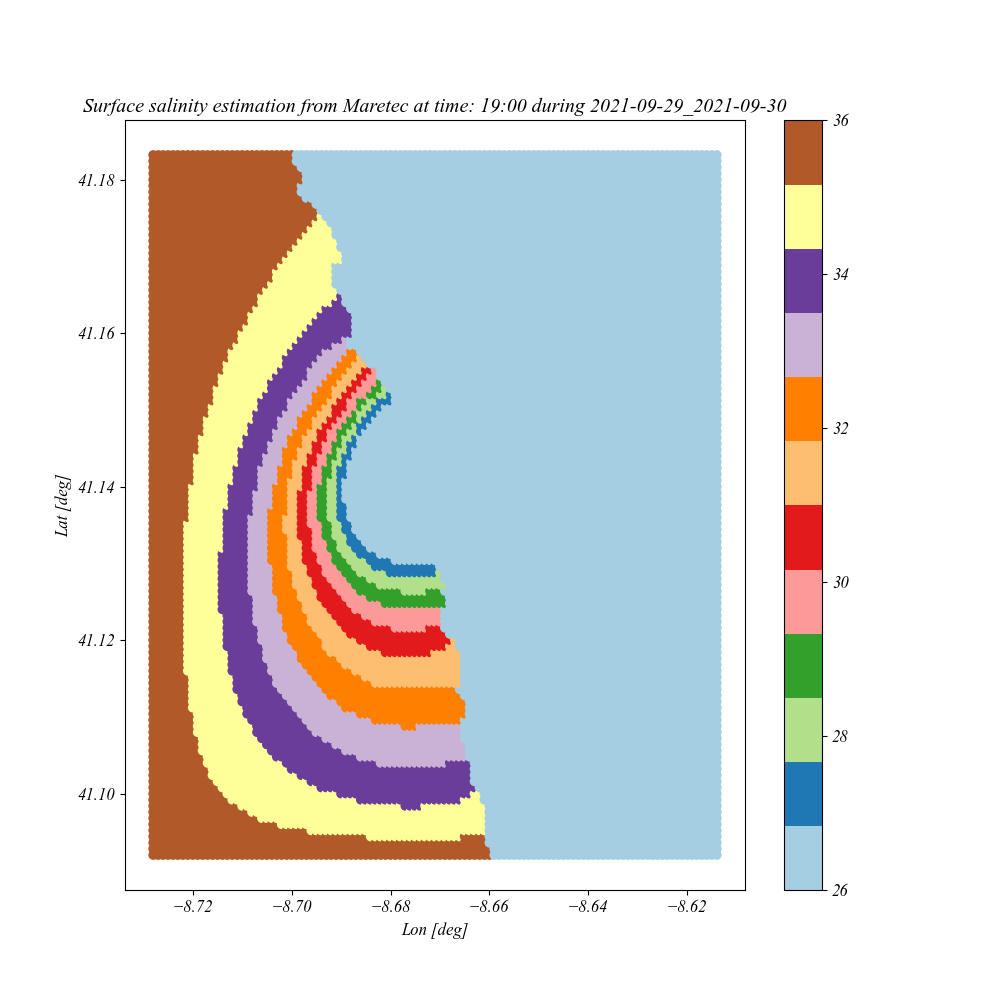 Surface salinity estimation from Maretec at time: 19:00 during 2021-09-29_2021-09-30
36
34
32
30
28
26
41.18
41.16
41.14
41.12
41.10
Lat [deg]
−8.72 −8.70 −8.68 −8.66 −8.64 −8.62
Lon [deg]